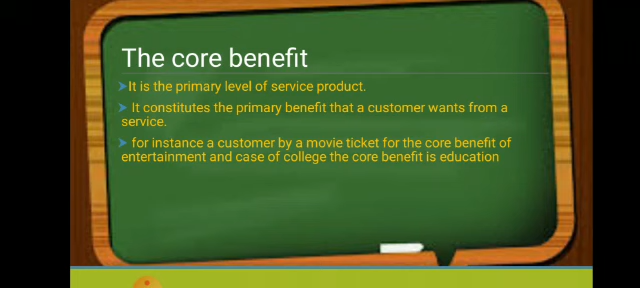 The core benefit
➤It is the primary level of service product.
➤ It constitutes the primary benefit that a customer wants from a
service.
➤ for instance a customer by a movie ticket for the core benefit of
entertainment and case of college the core benefit is education